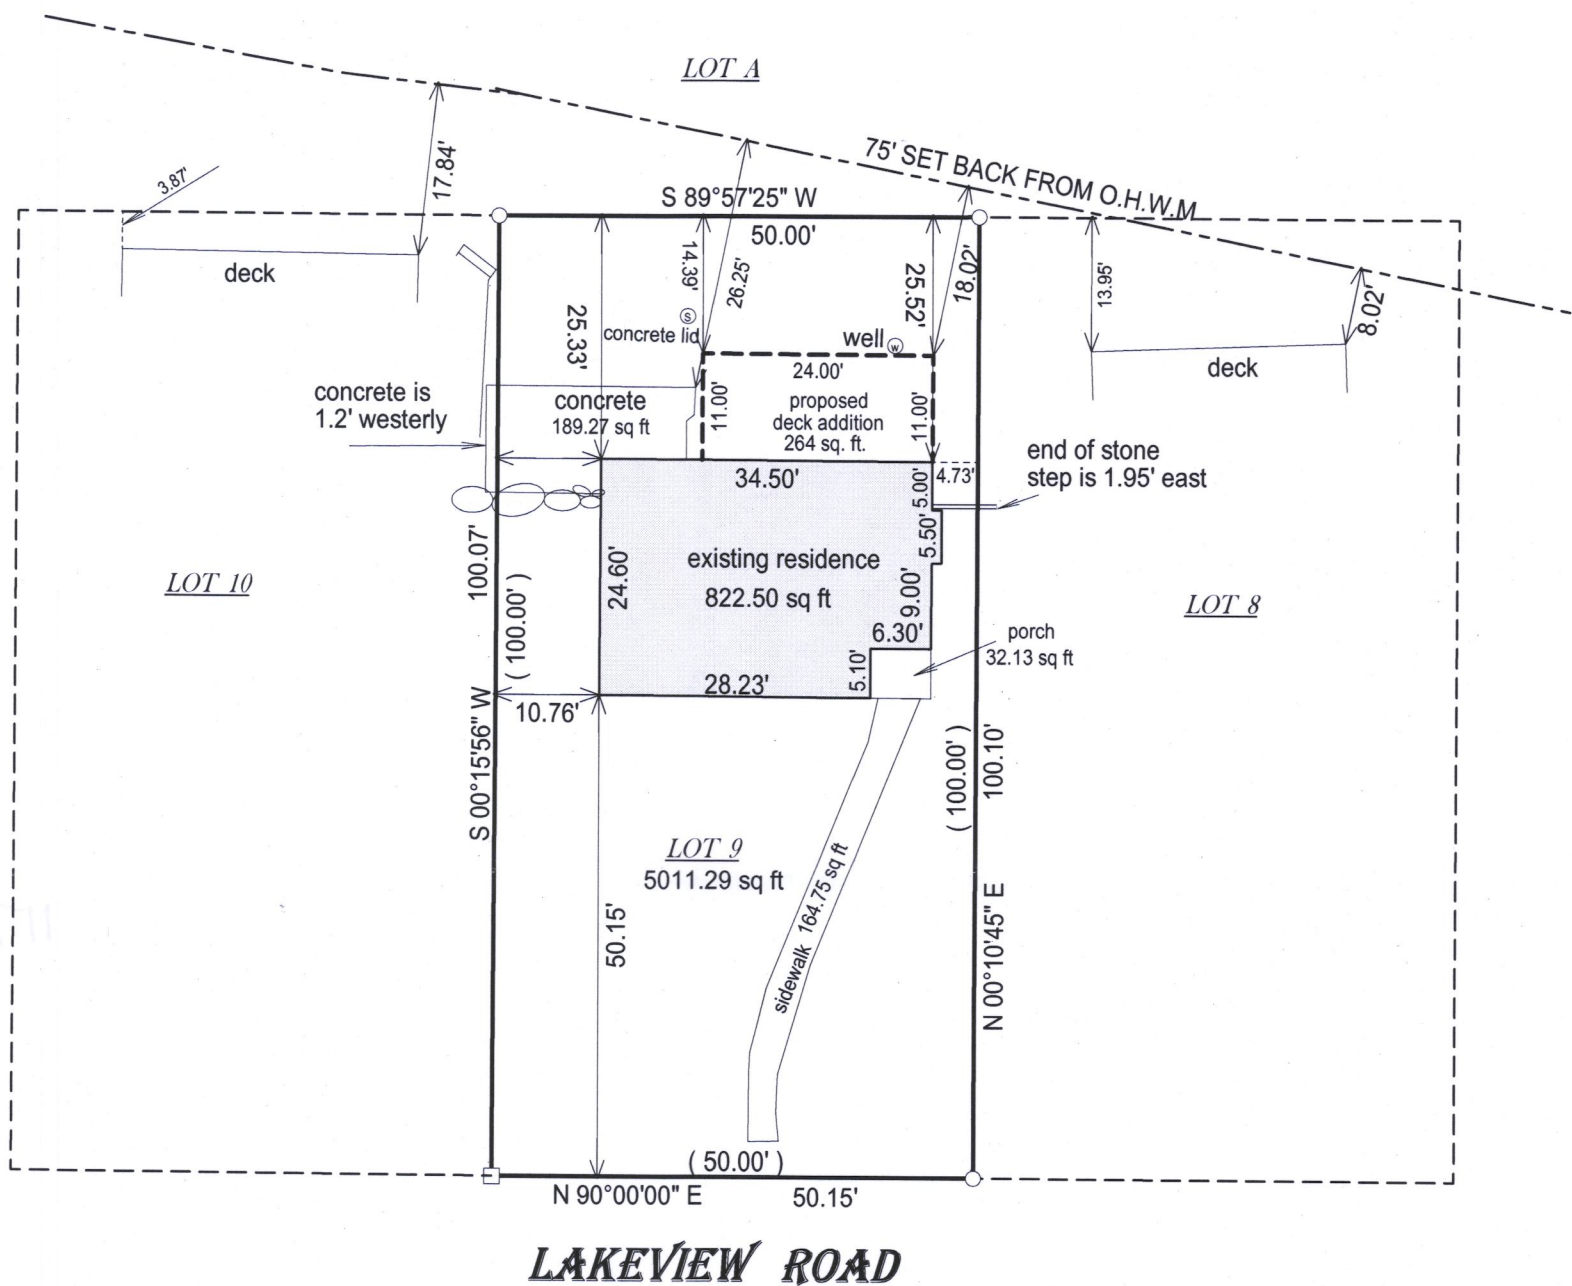 LOT A
75' SET BACK FROM O.H.W.M
17.84'
3.87'
S 89°57'25" W
50.00'
deck
14.39'
26.25'
25.52'
18.02'
13.95'
8.02'
25.33'
S
concrete lid
well W
deck
24.00'
concrete is
1.2' westerly
concrete
189.27 sq ft
11.00'
proposed
deck addition
264 sq. ft.
11.00'
end of stone
step is 1.95' east
34.50'
5.00'
4.73'
5.50'
100.07'
( 100.00' )
24.60'
existing residence
822.50 sq ft
9.00'
LOT 10
LOT 8
6.30'
porch
32.13 sq ft
5.10'
28.23'
10.76'
S 00°15'56" W
( 100.00' )
100.10'
LOT 9
5011.29 sq ft
sidewalk 164.75 sq ft
50.15'
N 00°10'45" E
( 50.00' )
N 90°00'00" E
50.15'
LAKEVIEW ROAD